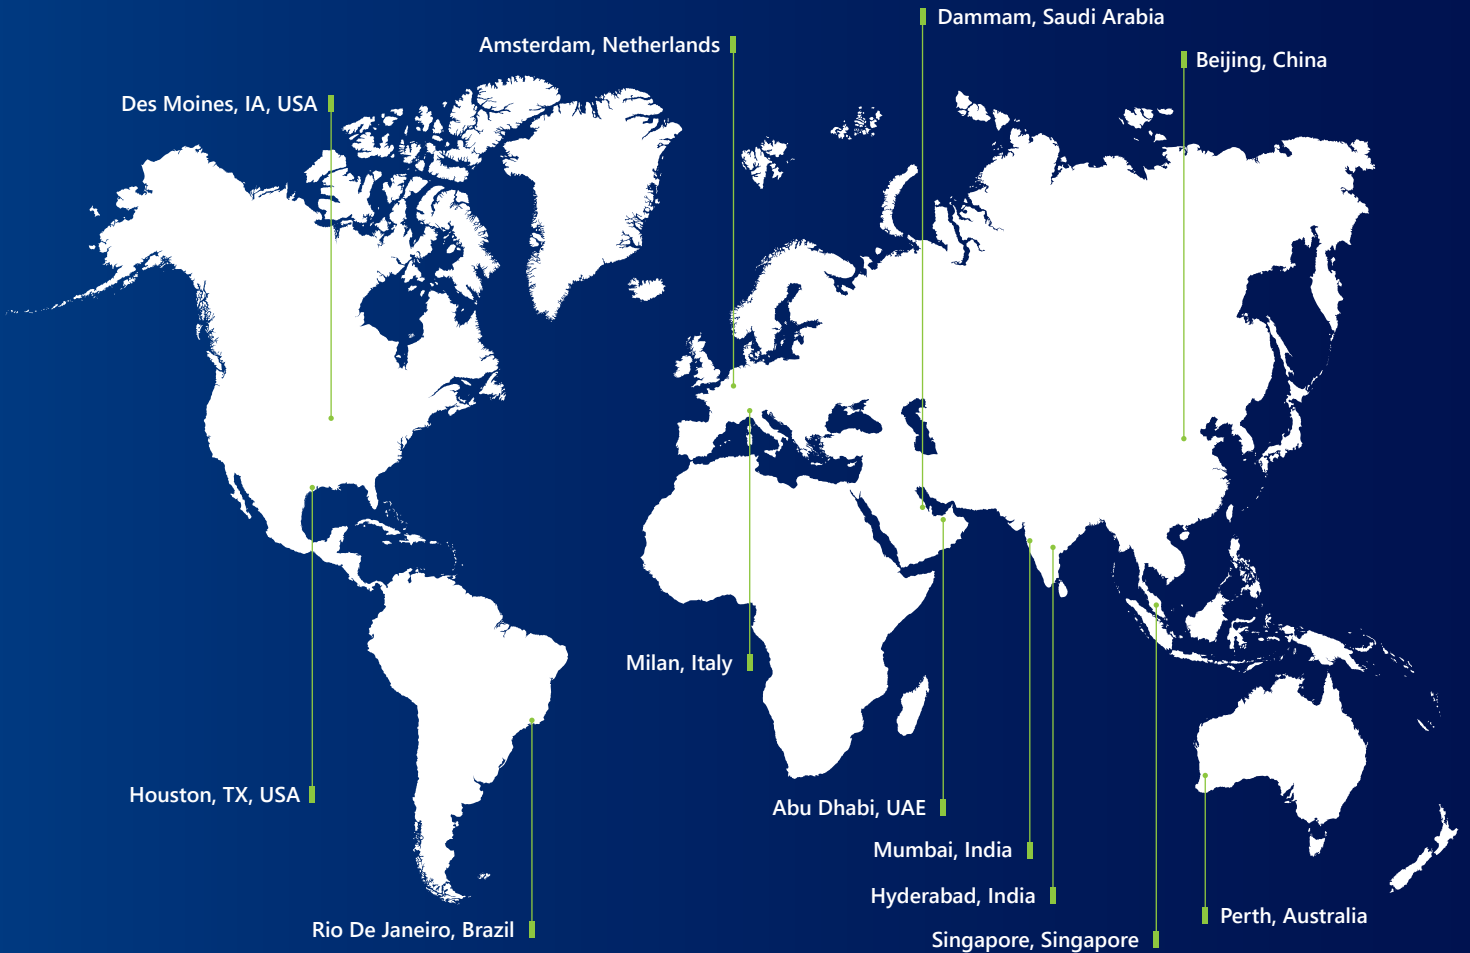 Dammam, Saudi Arabia
Amsterdam, Netherlands
Beijing, China
Des Moines, IA, USA
Milan, Italy
Houston, TX, USA
Abu Dhabi, UAE
Mumbai, India
Hyderabad, India
Perth, Australia
Rio De Janeiro, Brazil
Singapore, Singapore